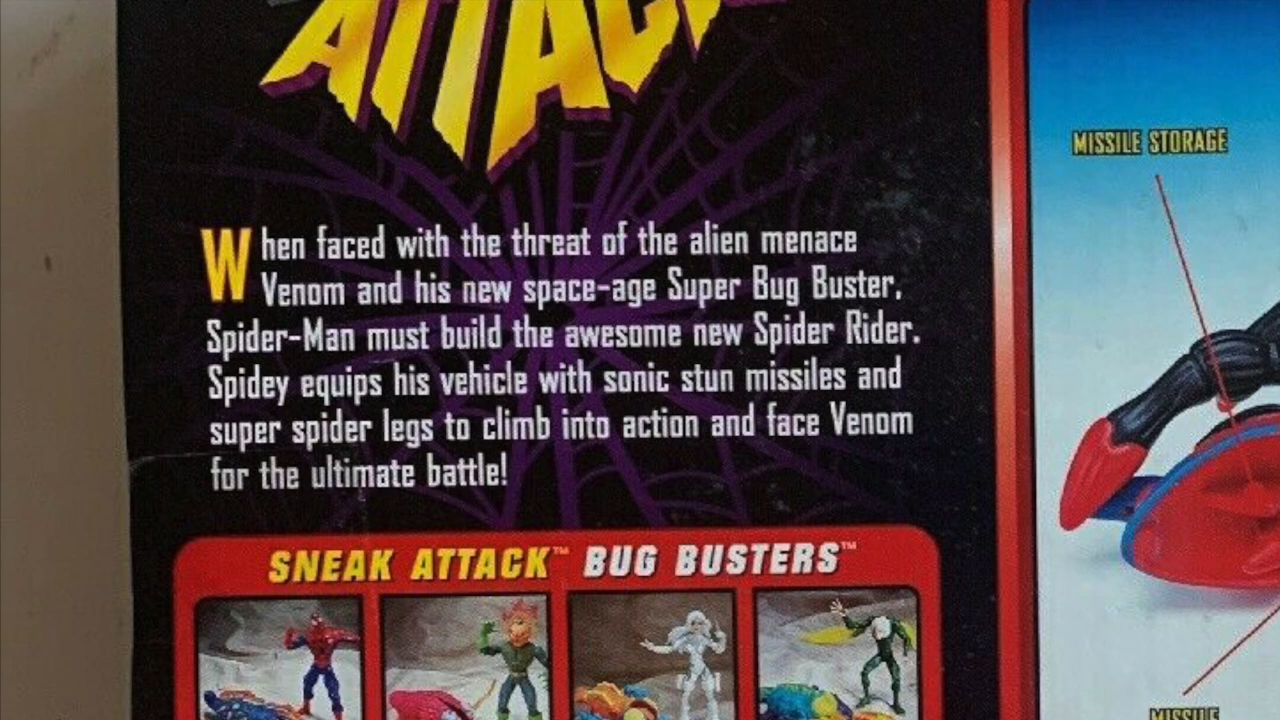 ATTACK
When faced with the threat of the alien menace
Venom and his new space-age Super Bug Buster,
Spider-Man must build the awesome new Spider Rider.
Spidey equips his vehicle with sonic stun missiles and
super spider legs to climb into action and face Venom
for the ultimate battle!
SNEAK ATTACK™ BUG BUSTERS™
MISSILE STORAGE
MISSILE